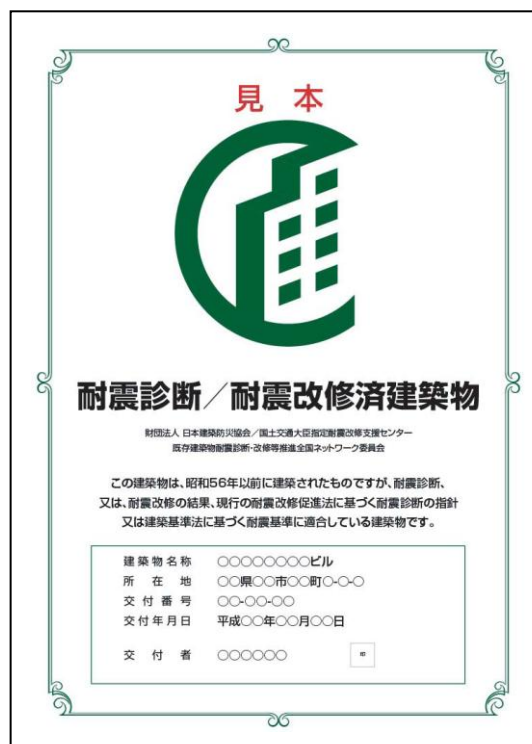 見本
耐震診断／耐震改修済建築物
財団法人 日本建築防災協会／国土交通大臣指定耐震改修支援センター
既存建築物耐震診断・改修等推進全国ネットワーク委員会
この建築物は、昭和56年以前に建築されたものですが、耐震診断、
又は、耐震改修の結果、現行の耐震改修促進法に基づく耐震診断の指針
又は建築基準法に基づく耐震基準に適合している建築物です。
建築物名称 ○○○○○○○○ビル
所在地 ○○県○○市○○町○-○-○
交付番号 ○○-○○-○○
交付年月日 平成○○年○○月○○日
交付者 ○○○○○○ 印